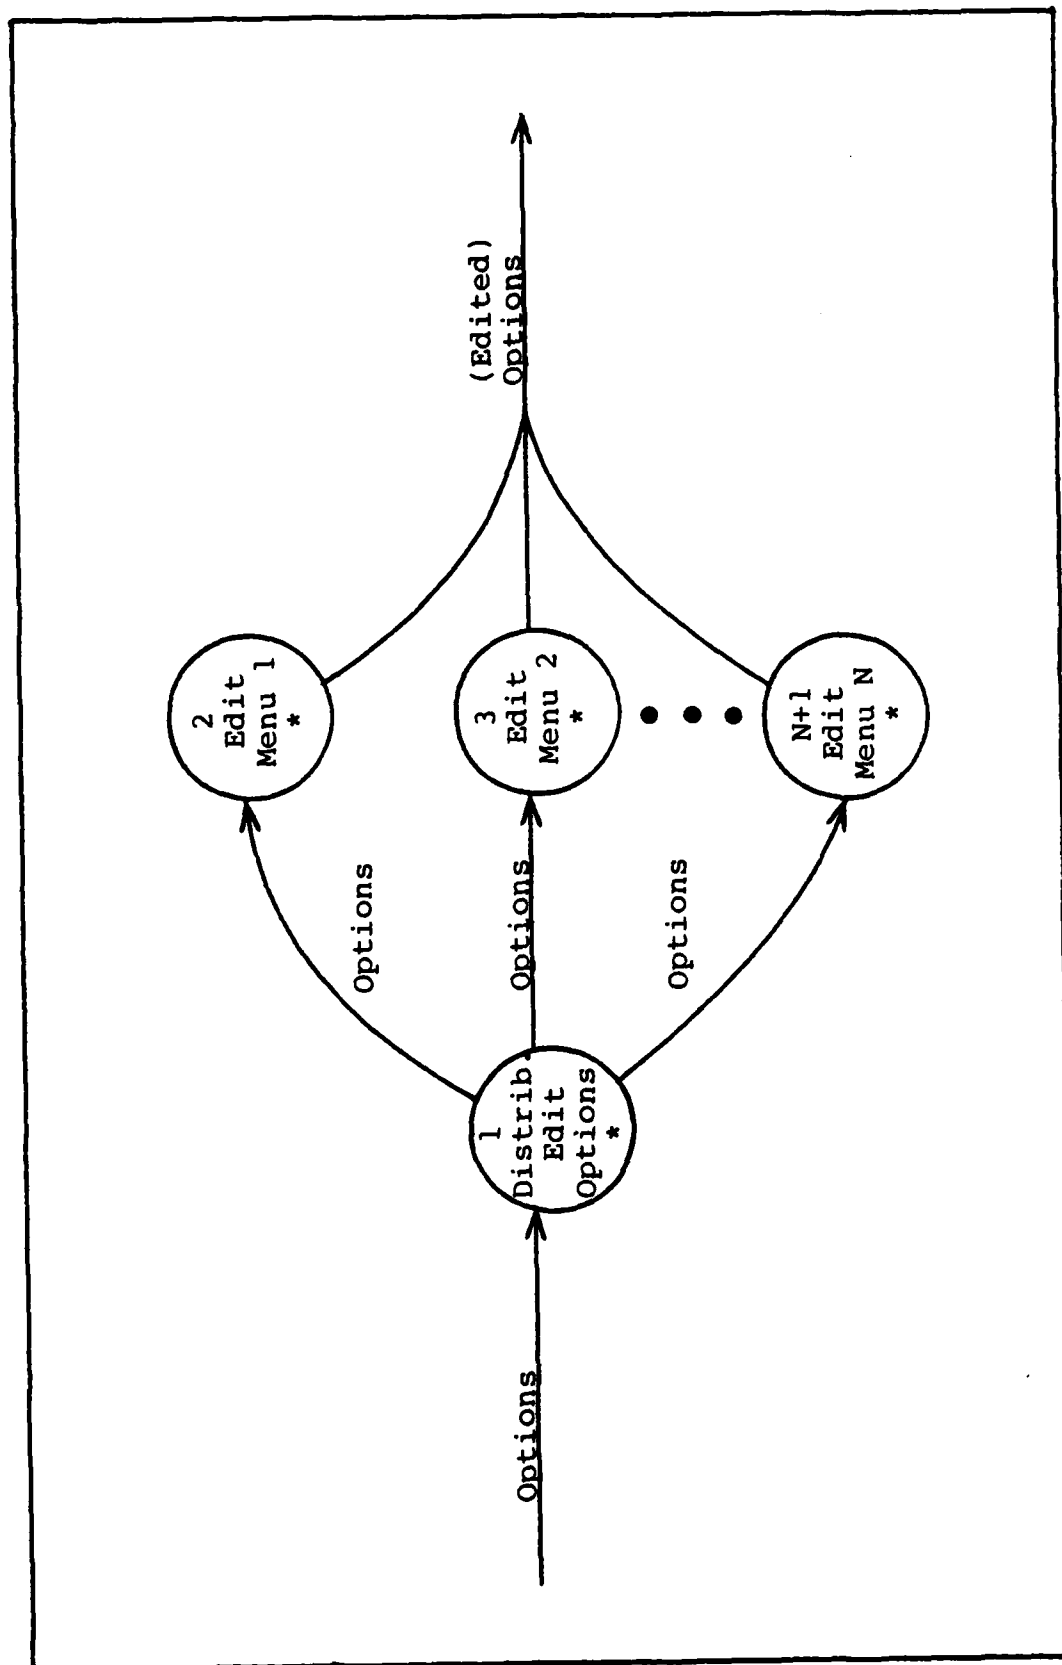 Options
1
Distrib.
Edit
Options
*
Options
Options
Options
2
Edit
Menu 1
*
3
Edit
Menu 2
*
N+1
Edit
Menu N
*
(Edited)
Options